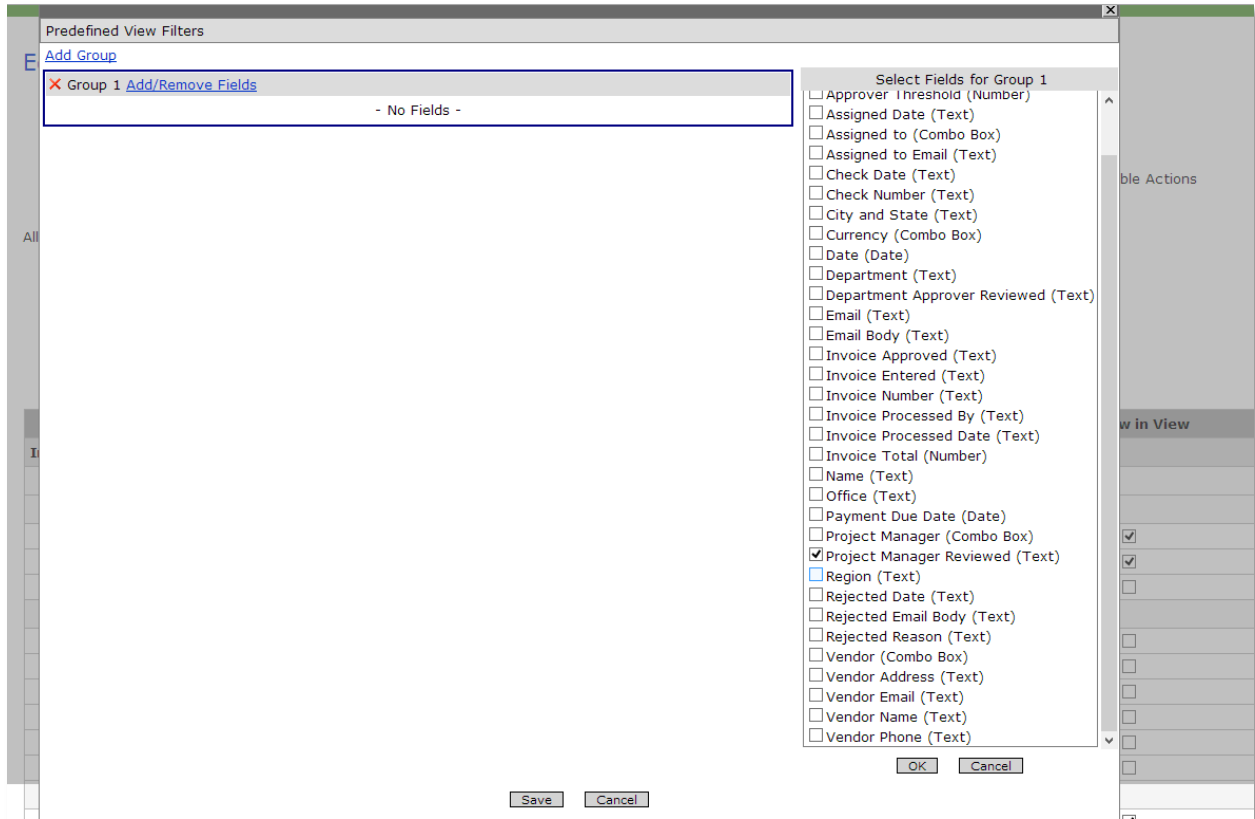 Predefined View Filters
Add Group
Group 1 Add/Remove Fields
- No Fields -
Select Fields for Group 1
Approver Threshold (Number)
Assigned Date (Text)
Assigned to (Combo Box)
Assigned to Email (Text)
Check Date (Text)
Check Number (Text)
City and State (Text)
Currency (Combo Box)
Date (Date)
Department (Text)
Department Approver Reviewed (Text)
Email (Text)
Email Body (Text)
Invoice Approved (Text)
Invoice Entered (Text)
Invoice Number (Text)
Invoice Processed By (Text)
Invoice Processed Date (Text)
Invoice Total (Number)
Name (Text)
Office (Text)
Payment Due Date (Date)
Project Manager (Combo Box)
Project Manager Reviewed (Text)
Region (Text)
Rejected Date (Text)
Rejected Email Body (Text)
Rejected Reason (Text)
Vendor (Combo Box)
Vendor Address (Text)
Vendor Email (Text)
Vendor Name (Text)
Vendor Phone (Text)
OK Cancel
Save Cancel
ble Actions
All
w in View